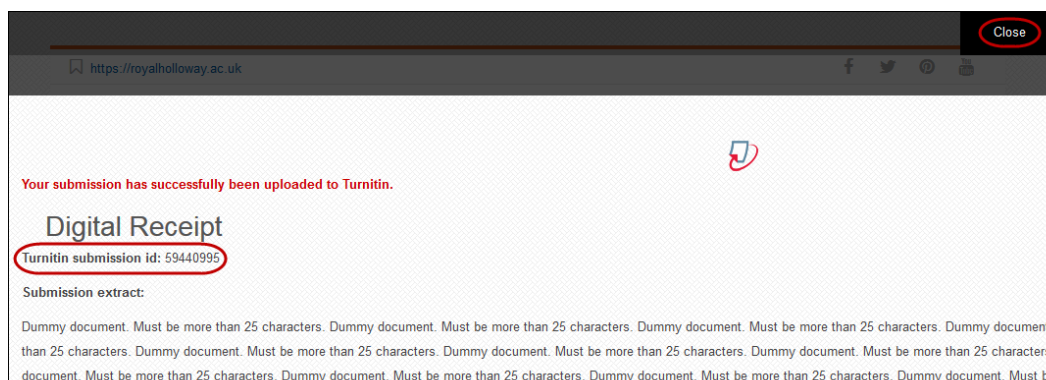 Close
https://royalholloway.ac.uk
Your submission has successfully been uploaded to Turnitin.
Digital Receipt
Turnitin submission id: 59440995
Submission extract:
Dummy document. Must be more than 25 characters. Dummy document. Must be more than 25 characters. Dummy document. Must be more than 25 characters. Dummy document
than 25 characters. Dummy document. Must be more than 25 characters. Dummy document. Must be more than 25 characters. Dummy document. Must be more than 25 characters
document. Must be more than 25 characters. Dummy document. Must be more than 25 characters. Dummy document. Must be more than 25 characters. Dummy document. Must b